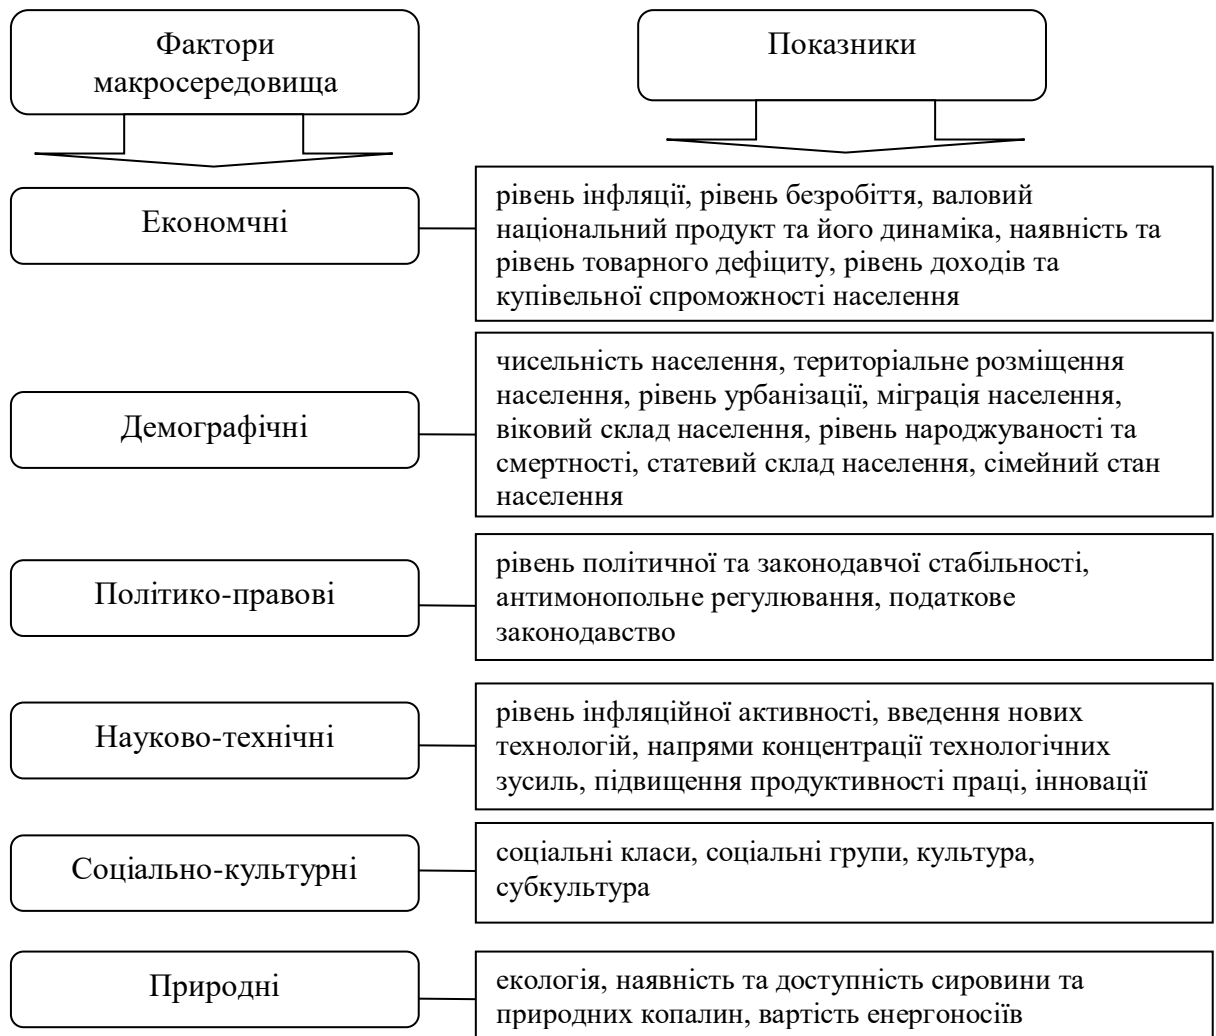 Фактори
макросередовища
Показники
Економчні
рівень інфляції, рівень безробіття, валовий
національний продукт та його динаміка, наявність та
рівень товарного дефіциту, рівень доходів та
купівельної спроможності населення
Демографічні
чисельність населення, територіальне розміщення
населення, рівень урбанізації, міграція населення,
віковий склад населення, рівень народжуваності та
смертності, статевий склад населення, сімейний стан
населення
Політико-правові
рівень політичної та законодавчої стабільності,
антимонопольне регулювання, податкове
законодавство
Науково-технічні
рівень інфляційної активності, введення нових
технологій, напрями концентрації технологічних
зусиль, підвищення продуктивності праці, інновації
Соціально-культурні
соціальні класи, соціальні групи, культура,
субкультура
Природні
екологія, наявність та доступність сировини та
природних копалин, вартість енергоносіїв